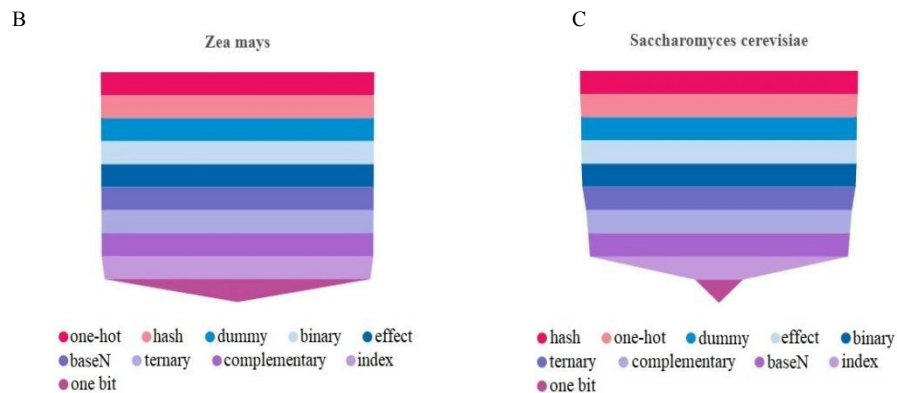 B
Zea mays
one-hot hash dummy binary effect
baseN ternary complementary index
one bit
C
Saccharomyces cerevisiae
hash one-hot dummy effect binary
ternary complementary baseN index
one bit